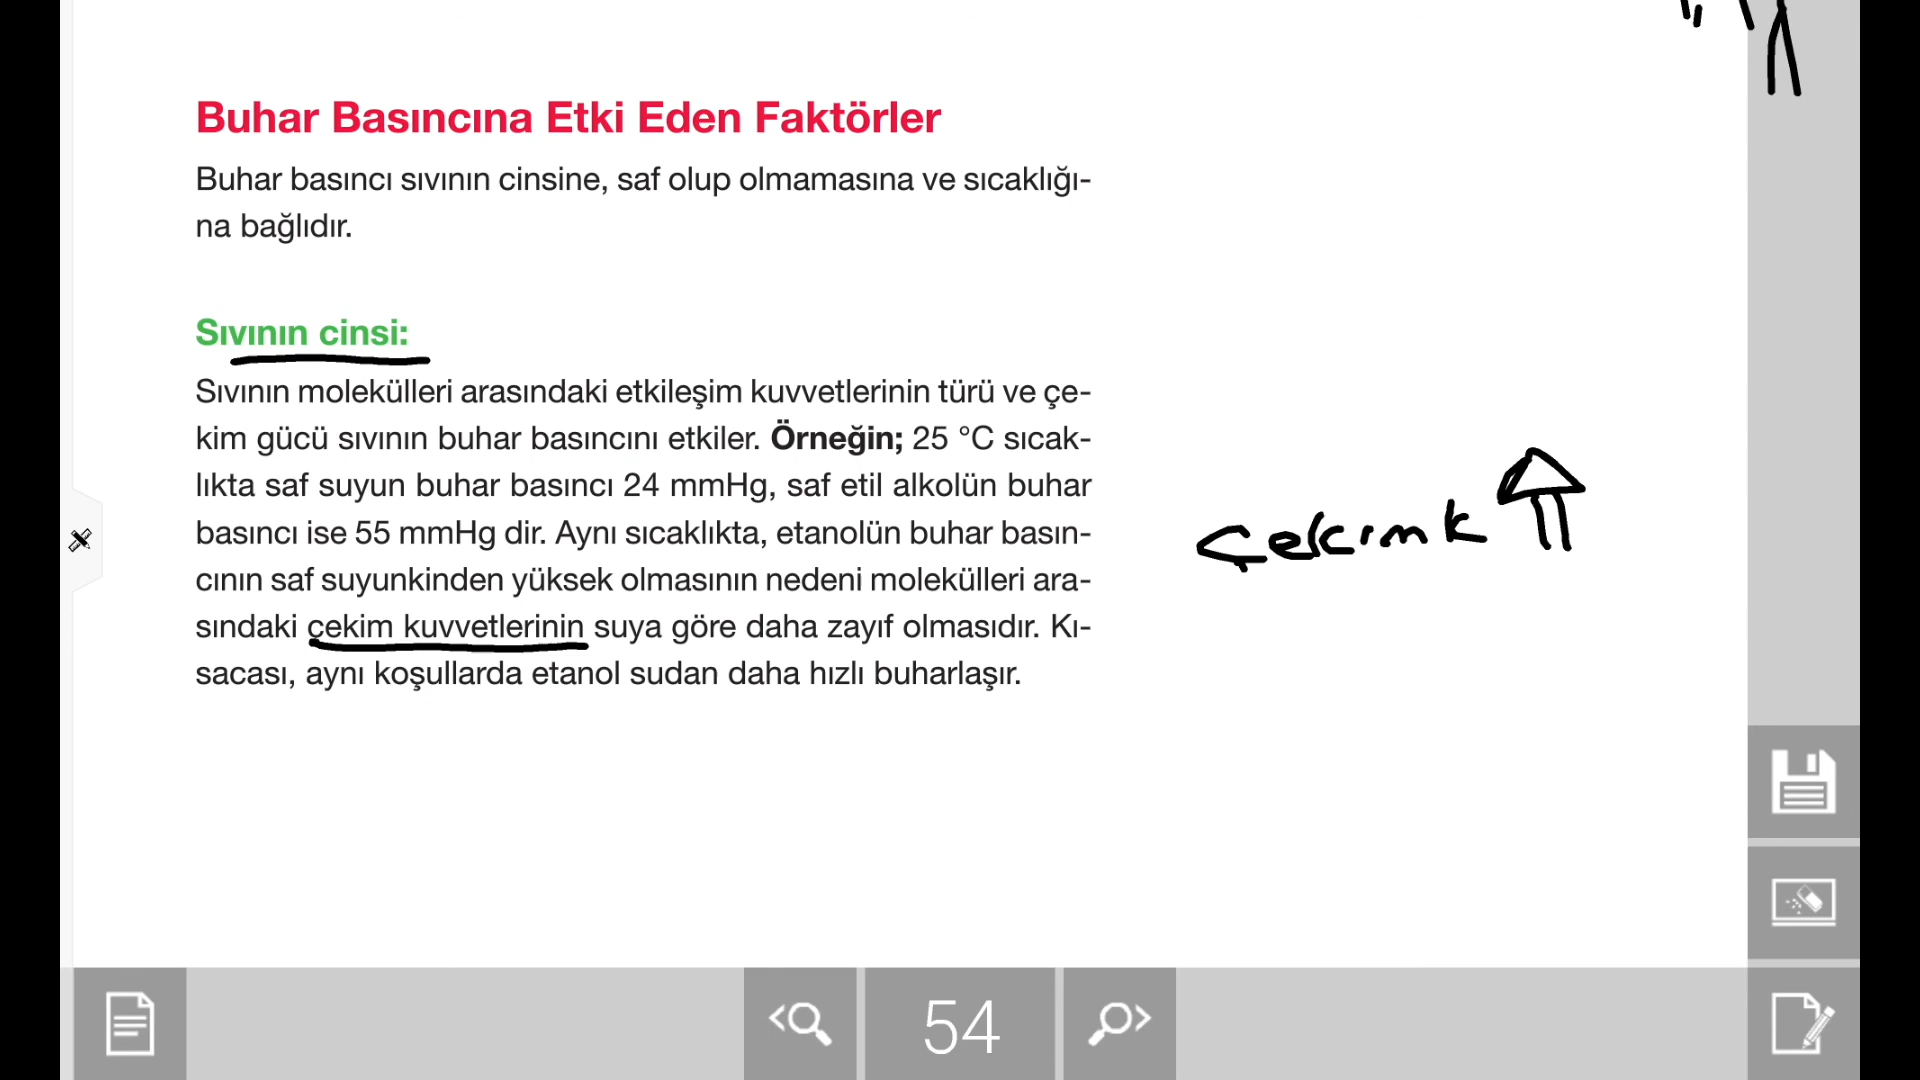 Buhar Basıncına Etki Eden Faktörler
Buhar basıncı sıvının cinsine, saf olup olmamasına ve sıcaklığı-
na bağlıdır.
Sıvının cinsi:
Sıvının molekülleri arasındaki etkileşim kuvvetlerinin türü ve çe-
kim gücü sıvının buhar basıncını etkiler. Örneğin; 25 °C sıcak-
lıkta saf suyun buhar basıncı 24 mmHg, saf etil alkolün buhar
basıncı ise 55 mmHg dir. Aynı sıcaklıkta, etanolün buhar basın-
cının saf suyunkinden yüksek olmasının nedeni molekülleri ara-
sındaki çekim kuvvetlerinin suya göre daha zayıf olmasıdır. Kı-
sacası, aynı koşullarda etanol sudan daha hızlı buharlaşır.
çekim k
54